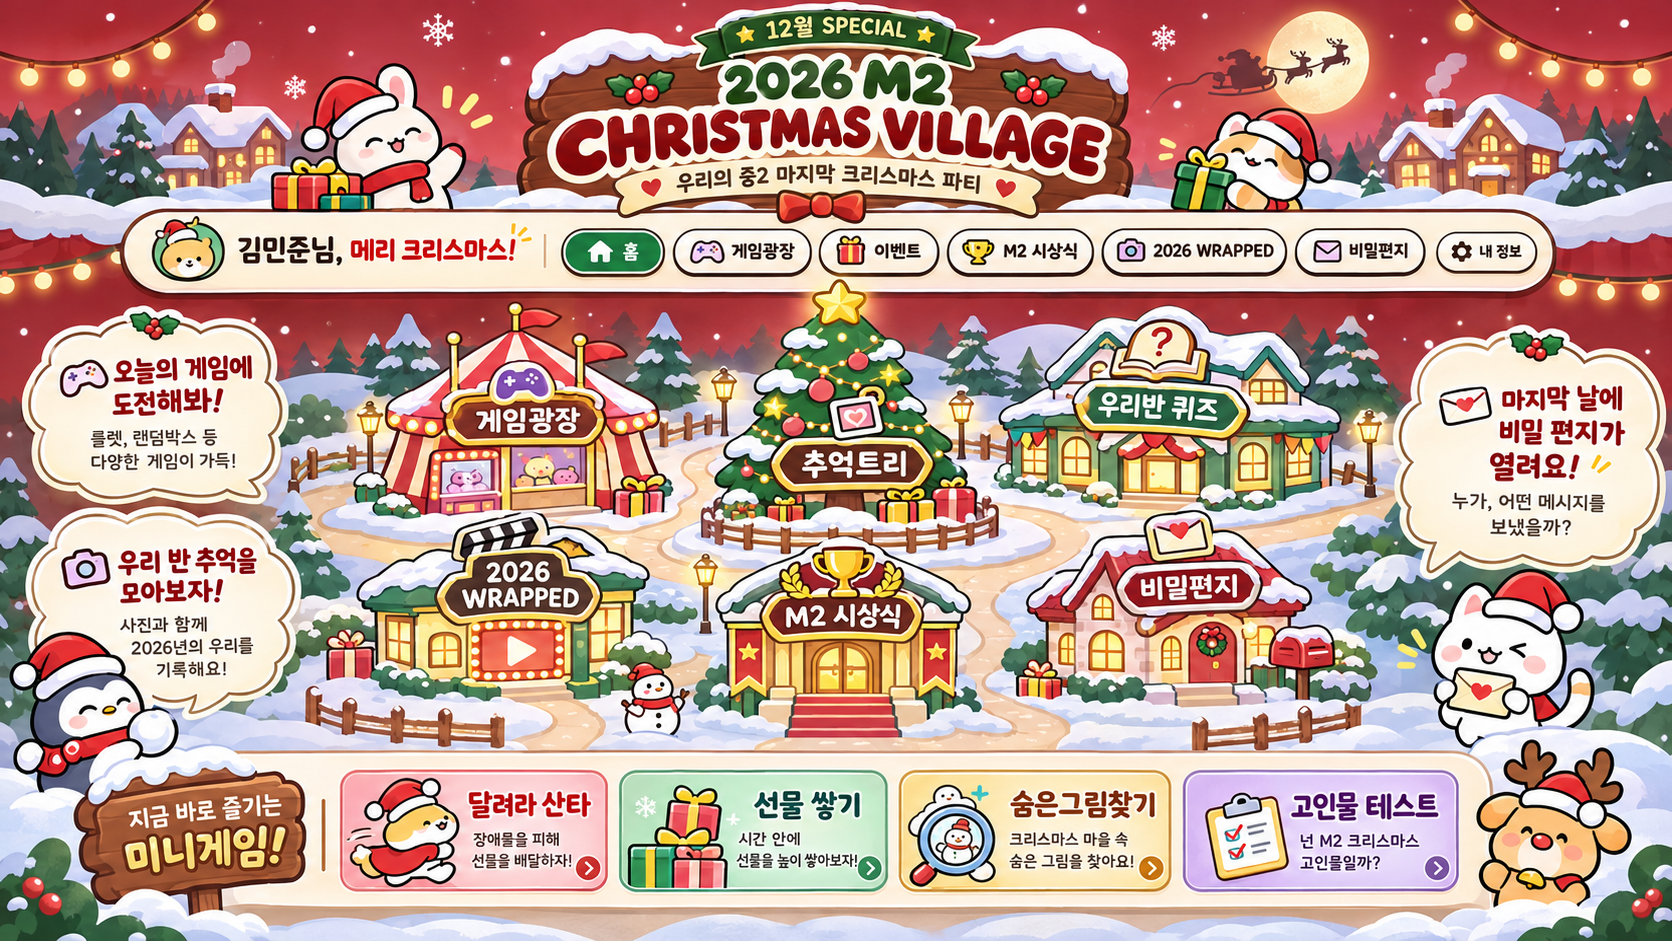 12월 SPECIAL
2026 M2
CHRISTMAS VILLAGE
우리의 중2 마지막 크리스마스 파티
김민준님, 메리 크리스마스!
홈
게임광장
이벤트
M2 시상식
2026 WRAPPED
비밀편지
내 정보
오늘의 게임에
도전해봐!
룰렛, 랜덤박스 등
다양한 게임이 가득!
우리 반 추억을
모아보자!
사진과 함께
2026년의 우리를
기록해요!
게임광장
추억트리
?
우리반 퀴즈
2026
WRAPPED
M2 시상식
비밀편지
마지막 날에
비밀 편지가
열려요!
누가, 어떤 메시지를
보냈을까?
지금 바로 즐기는
미니게임!
달려라 산타
장애물을 피해
선물을 배달하자!
선물 쌓기
시간 안에
선물을 높이 쌓아보자!
숨은그림찾기
크리스마스 마을 속
숨은 그림을 찾아요!
고인물 테스트
넌 M2 크리스마스
고인물일까?